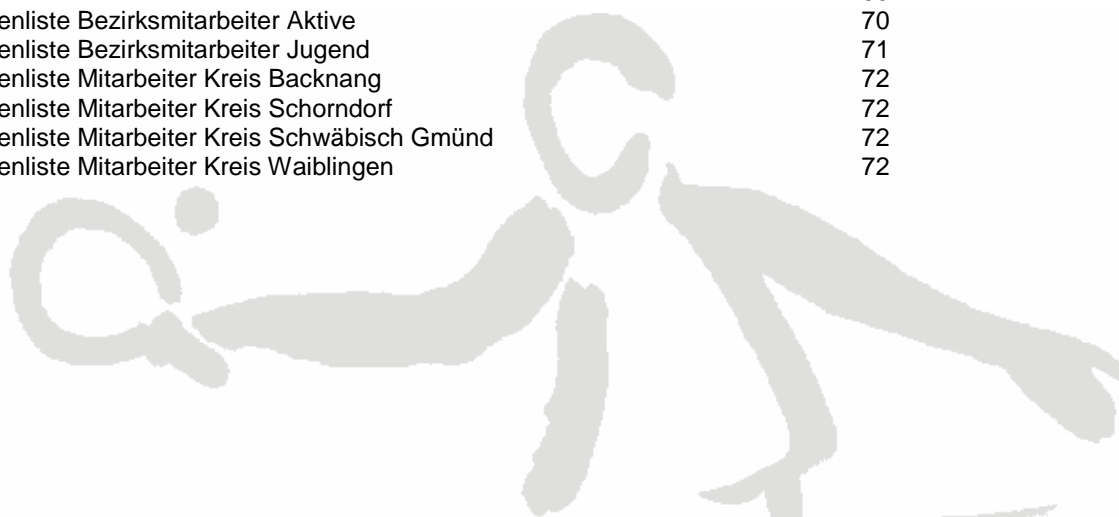 enliste Bezirksmitarbeiter Aktive 70
enliste Bezirksmitarbeiter Jugend 71
enliste Mitarbeiter Kreis Backnang 72
enliste Mitarbeiter Kreis Schorndorf 72
enliste Mitarbeiter Kreis Schwäbisch Gmünd 72
enliste Mitarbeiter Kreis Waiblingen 72